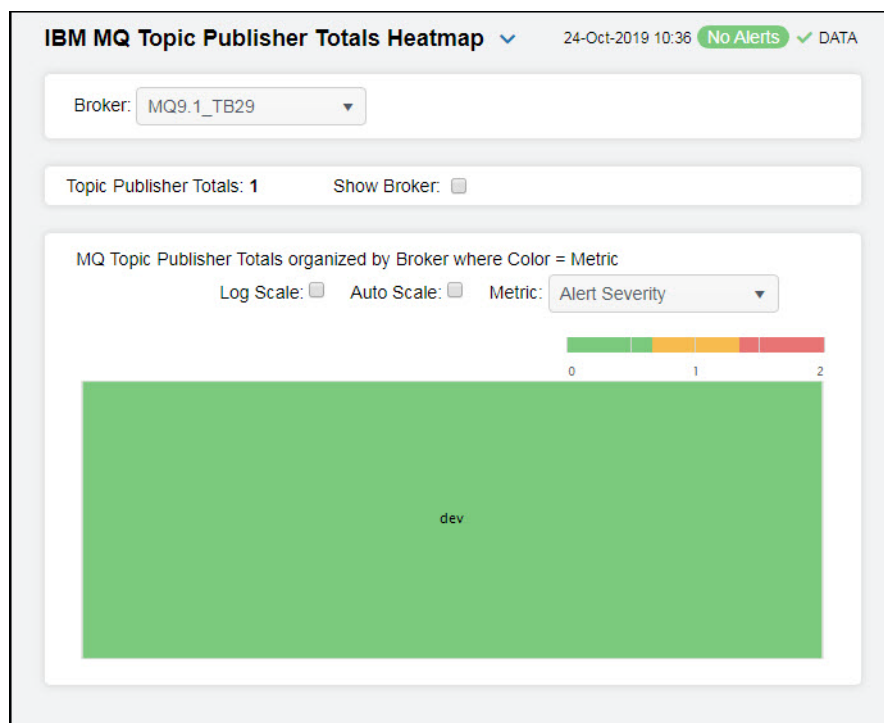 IBM MQ Topic Publisher Totals Heatmap 24-Oct-2019 10:36 No Alerts DATA
Broker: MQ9.1_TB29
Topic Publisher Totals: 1 Show Broker:
MQ Topic Publisher Totals organized by Broker where Color = Metric
Log Scale: Auto Scale: Metric: Alert Severity
0 1 2
dev